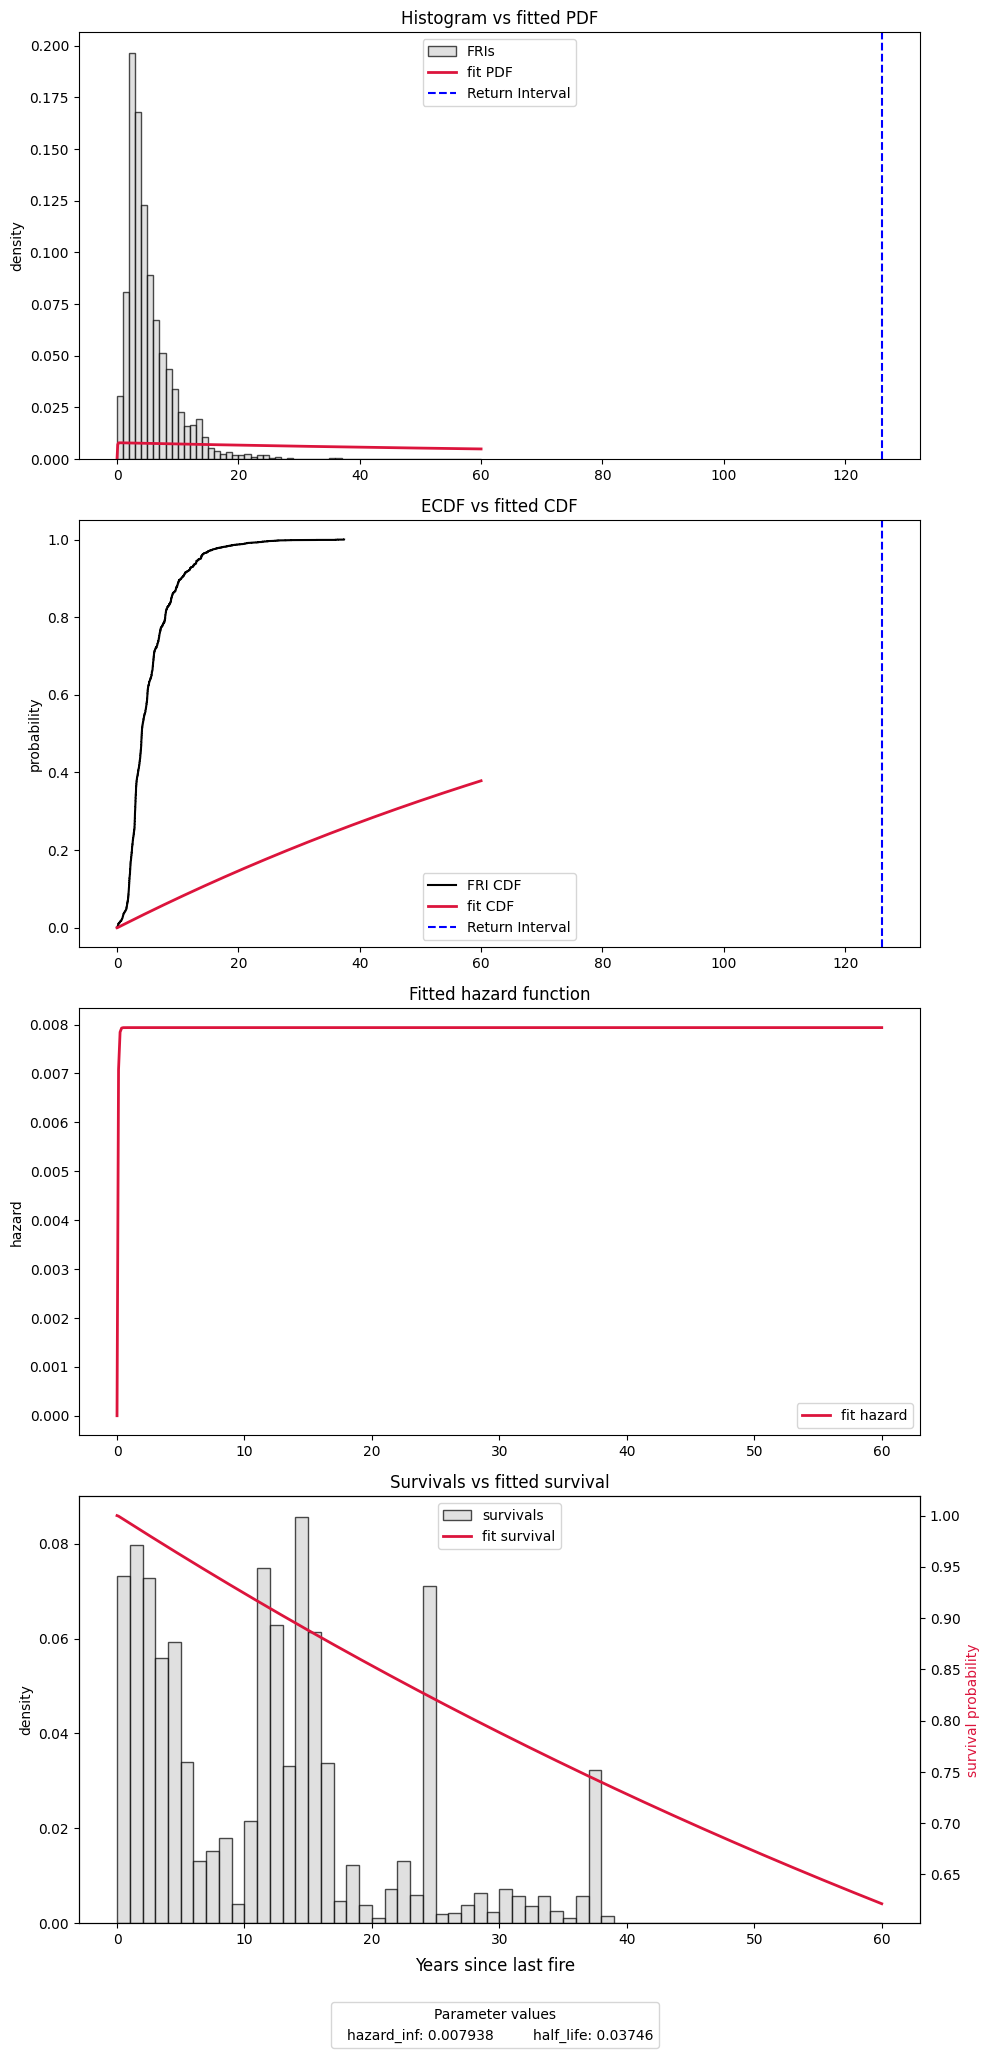 Histogram vs fitted PDF
FRIs
fit PDF
Return Interval
density
0.200
0.175
0.150
0.125
0.100
0.075
0.050
0.025
0.000
0 20 40 60 80 100 120
ECDF vs fitted CDF
probability
1.0
0.8
0.6
0.4
0.2
0.0
FRI CDF
fit CDF
Return Interval
0 20 40 60 80 100 120
Fitted hazard function
hazard
0.008
0.007
0.006
0.005
0.004
0.003
0.002
0.001
0.000
fit hazard
0 10 20 30 40 50 60
Survivals vs fitted survival
survivals
fit survival
density
0.08
0.06
0.04
0.02
0.00
1.00
0.95
0.90
0.85
0.80
0.75
0.70
0.65
survival probability
0 10 20 30 40 50 60
Years since last fire
Parameter values
hazard_inf: 0.007938 half_life: 0.03746